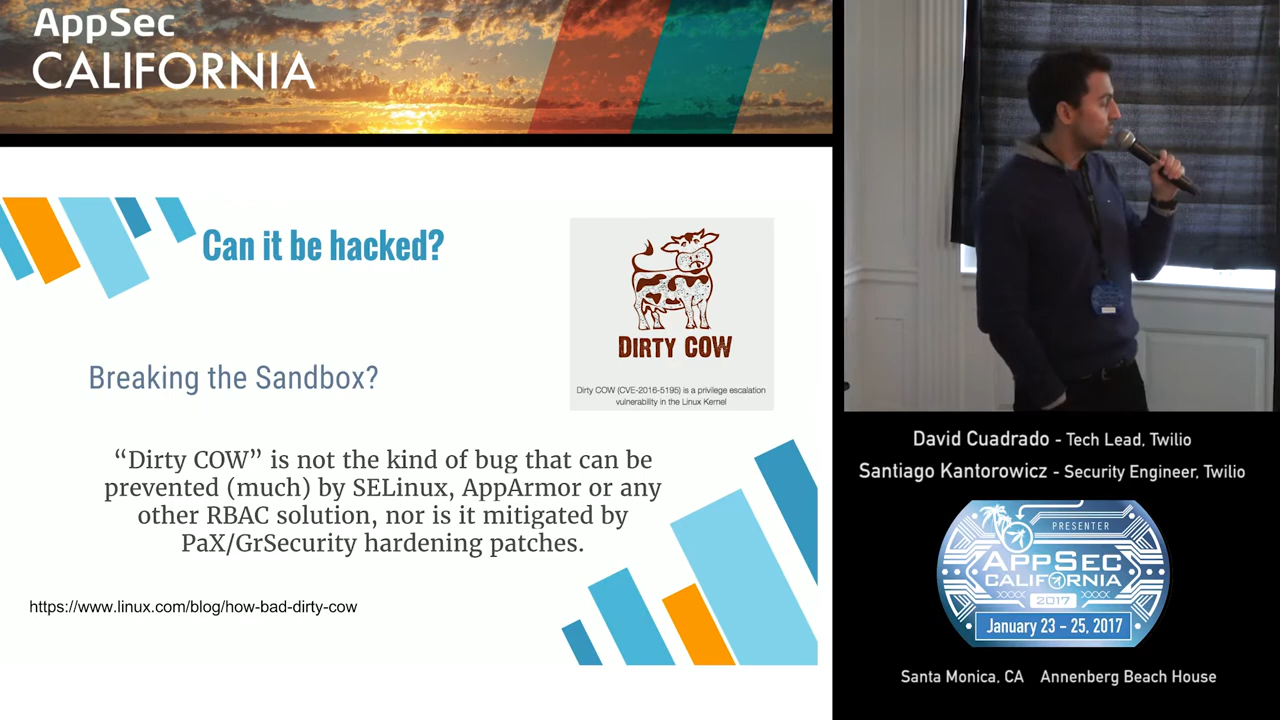 AppSec
CALIFORNIA
Can it be hacked?
DIRTY COW
Dirty COW (CVE-2016-5195) is a privilege escalation
vulnerability in the Linux Kernel
Breaking the Sandbox?
“Dirty COW” is not the kind of bug that can be
prevented (much) by SELinux, AppArmor or any
other RBAC solution, nor is it mitigated by
PaX/GrSecurity hardening patches.
https://www.linux.com/blog/how-bad-dirty-cow
David Cuadrado - Tech Lead, Twilio
Santiago Kantorowicz - Security Engineer, Twilio
PRESENTER
APPSEC
CALIFORNIA
2017
January 23 - 25, 2017
Santa Monica, CA Annenberg Beach House